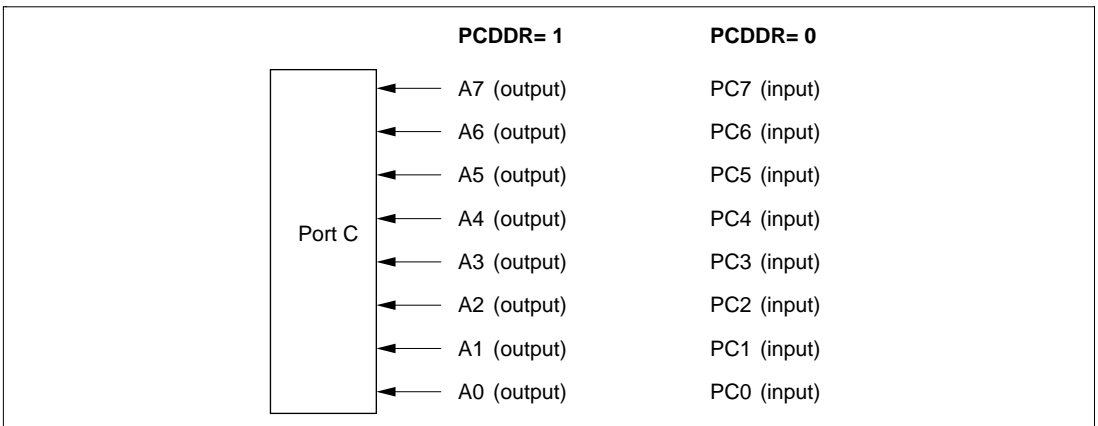 PCDDR= 1 PCDDR= 0
A7 (output) PC7 (input)
A6 (output) PC6 (input)
A5 (output) PC5 (input)
A4 (output) PC4 (input)
Port C
A3 (output) PC3 (input)
A2 (output) PC2 (input)
A1 (output) PC1 (input)
A0 (output) PC0 (input)